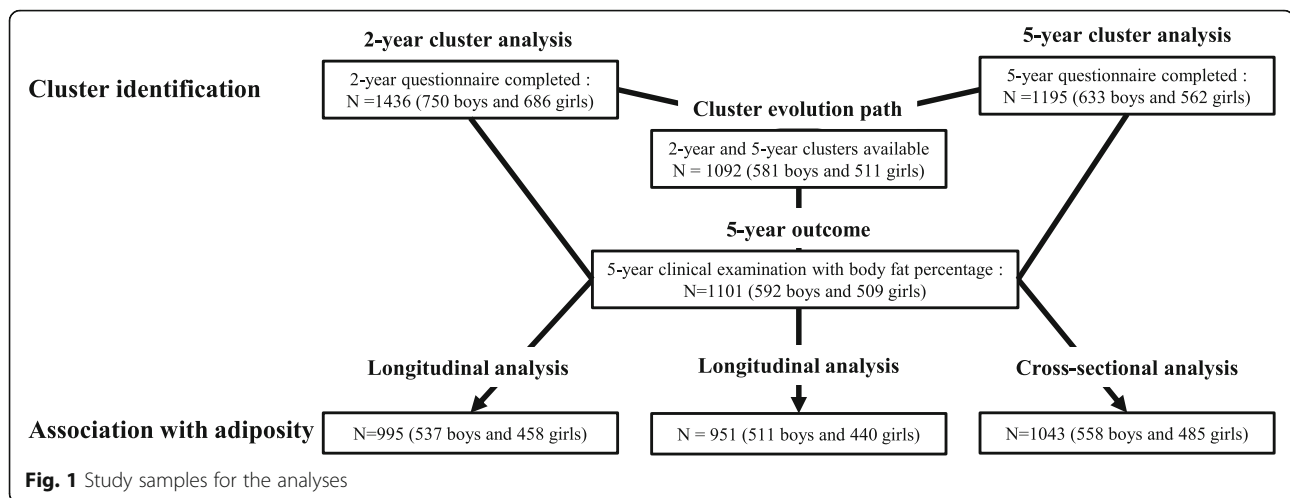 2-year cluster analysis
5-year cluster analysis
Cluster identification
2-year questionnaire completed :
N =1436 (750 boys and 686 girls)
5-year questionnaire completed :
N =1195 (633 boys and 562 girls)
Cluster evolution path
2-year and 5-year clusters available
N = 1092 (581 boys and 511 girls)
5-year outcome
5-year clinical examination with body fat percentage :
N=1101 (592 boys and 509 girls)
Longitudinal analysis
Longitudinal analysis
Cross-sectional analysis
Association with adiposity
N=995 (537 boys and 458 girls)
N = 951 (511 boys and 440 girls)
N=1043 (558 boys and 485 girls)
Fig. 1 Study samples for the analyses